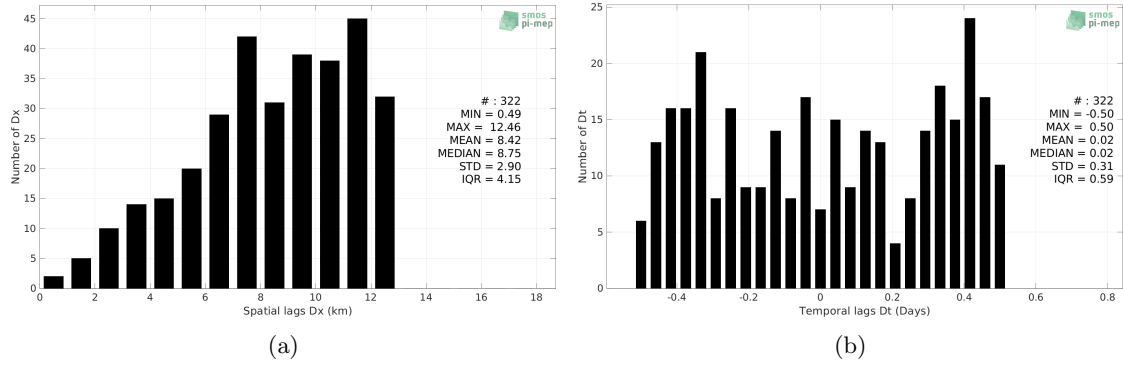 smos
pi-mep
Number of Dx
45
40
35
30
25
20
15
10
5
0
# : 322
MIN = 0.49
MAX = 12.46
MEAN = 8.42
MEDIAN = 8.75
STD = 2.90
IQR = 4.15
0 2 4 6 8 10 12 14 16 18
Spatial lags Dx (km)
(a)
smos
pi-mep
Number of Dt
25
20
15
10
5
0
# : 322
MIN = -0.50
MAX = 0.50
MEAN = 0.02
MEDIAN = 0.02
STD = 0.31
IQR = 0.59
-0.4 -0.2 0 0.2 0.4 0.6 0.8
Temporal lags Dt (Days)
(b)